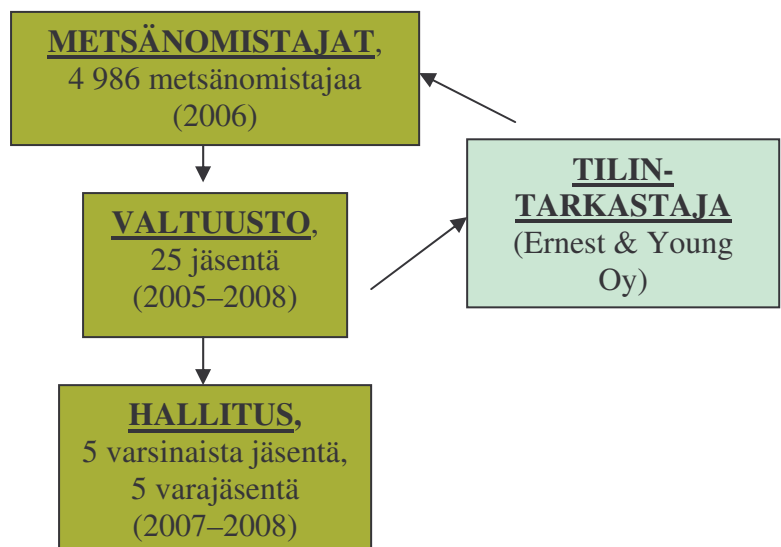 METSÄNOMISTAJAT,
4 986 metsänomistajaa
(2006)
TILIN-
TARKASTAJA
(Ernest & Young
Oy)
VALTUUSTO,
25 jäsentä
(2005–2008)
HALLITUS,
5 varsinaista jäsentä,
5 varajäsentä
(2007–2008)